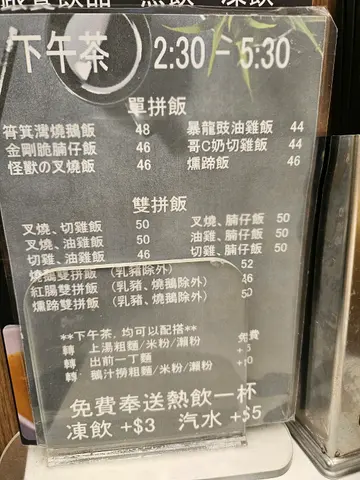 下午茶 2:30 - 5:30
單拼飯
筲箕灣燒鵝飯 48 暴龍豉油雞飯 44
金剛脆腩仔飯 46 哥C奶切雞飯 44
怪獸の叉燒飯 46 燻蹄飯 46
雙拼飯
叉燒、切雞飯 50 叉燒、腩仔飯 50
叉燒、油雞飯 50 油雞、腩仔飯 50
切雞、油雞飯 46 切雞、腩仔飯 50
燒鵝雙拼飯 (乳豬除外) 52
紅腸雙拼飯 (乳豬、燒鵝除外) 46
燻蹄雙拼飯 (乳豬、燒鵝除外) 50
**下午茶, 均可以配搭**
轉 上湯粗麵/米粉/瀨粉 免費
轉 出前一丁麵
轉 鵝汁撈粗麵/米粉/瀨粉
免費奉送熱飲一杯
凍飲 +$3 汽水 +$5